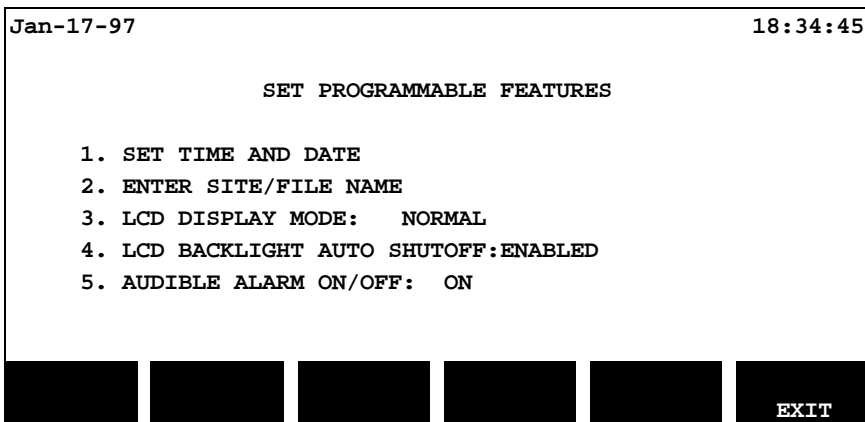 Jan-17-97 18:34:45
SET PROGRAMMABLE FEATURES
1. SET TIME AND DATE
2. ENTER SITE/FILE NAME
3. LCD DISPLAY MODE: NORMAL
4. LCD BACKLIGHT AUTO SHUTOFF:ENABLED
5. AUDIBLE ALARM ON/OFF: ON
EXIT